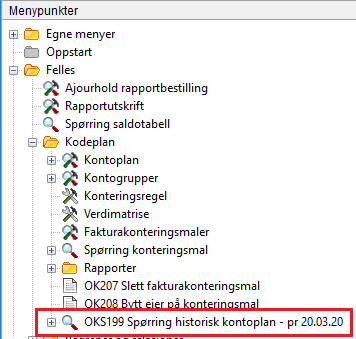 Menypunkter
Egne menyer
Oppstart
Felles
Ajourhold rapportbestilling
Rapportutskrift
Spørring saldotabell
Kodeplan
Kontoplan
Kontogrupper
Konteringsregel
Verdimatrise
Fakturakonteringsmaler
Spørring konteringsmal
Rapporter
OK207 Slett fakturakonteringsmal
OK208 Bytt eier på konteringsmal
OKS199 Spørring historisk kontoplan - pr 20.03.20